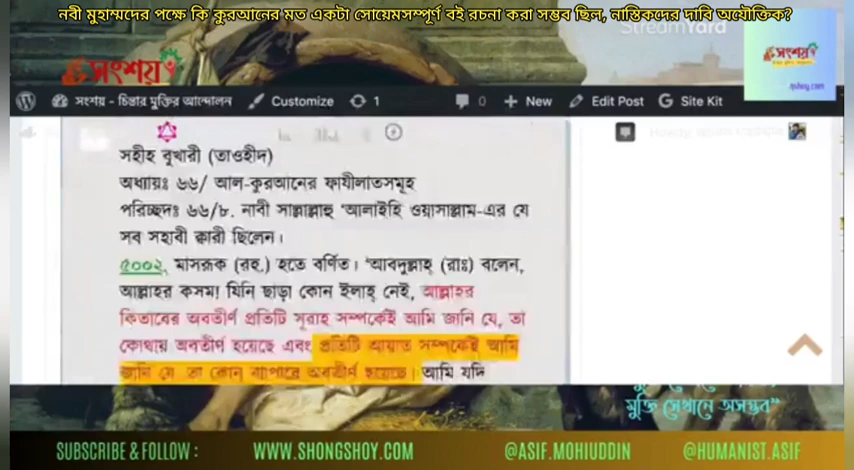 নবী মুহাম্মদের পক্ষে কি কুরআনের মত একটা সোয়েমসম্পূর্ণ বই রচনা করা সম্ভব ছিল, নাস্তিকদের দাবি অযৌক্তিক?
StreamYard
সংশয়
সংশয় - চিন্তার মুক্তির আন্দোলন Customize 1 0 New Edit Post Site Kit
সহীহ বুখারী (তাওহীদ)
অধ্যায়ঃ ৬৬/ আল-কুরআনের ফাযীলাতসমূহ
পরিচ্ছদঃ ৬৬/৮. নাবী সাল্লাল্লাহু 'আলাইহি ওয়াসাল্লাম-এর যে
সব সহাবী ক্বারী ছিলেন।
৫০০২. মাসরূক (রহ.) হতে বর্ণিত। 'আবদুল্লাহ্ (রাঃ) বলেন,
আল্লাহর কসম! যিনি ছাড়া কোন ইলাহ্ নেই, আল্লাহর
কিতাবের অবতীর্ণ প্রতিটি সূরাহ সম্পর্কেই আমি জানি যে, তা
কোথায় অবতীর্ণ হয়েছে এবং প্রতিটি আয়াত সম্পর্কেই আমি
জানি যে, তা কোন ব্যাপারে অবতীর্ণ হয়েছে। আমি যদি
মুক্তি সেখানে অসম্ভব”
SUBSCRIBE & FOLLOW : WWW.SHONGSHOY.COM @ASIF.MOHIUDDIN @HUMANIST.ASIF